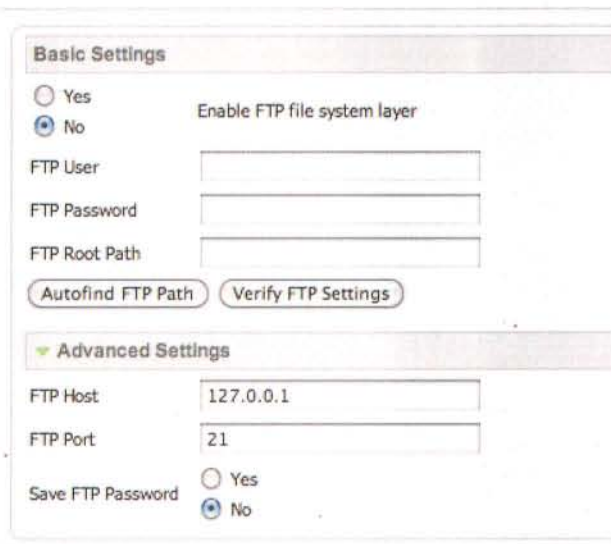 Basic Settings
Yes
No
Enable FTP file system layer
FTP User
FTP Password
FTP Root Path
Autofind FTP Path Verify FTP Settings
Advanced Settings
FTP Host 127.0.0.1
FTP Port 21
Save FTP Password
Yes
No